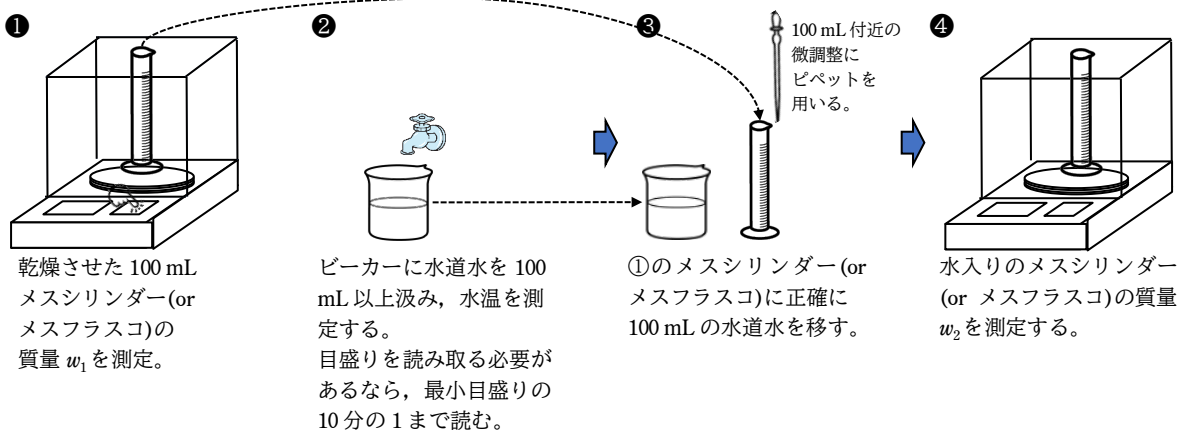 ❶
乾燥させた 100 mL
メスシリンダー(or
メスフラスコ)の
質量 w₁を測定。
❷
ビーカーに水道水を 100
mL 以上汲み，水温を測
定する。
目盛りを読み取る必要が
あるなら，最小目盛りの
10 分の 1 まで読む。
❸
100 mL 付近の
微調整に
ピペットを
用いる。
①のメスシリンダー(or
メスフラスコ)に正確に
100 mL の水道水を移す。
❹
水入りのメスシリンダー
(or メスフラスコ)の質量
w₂を測定する。